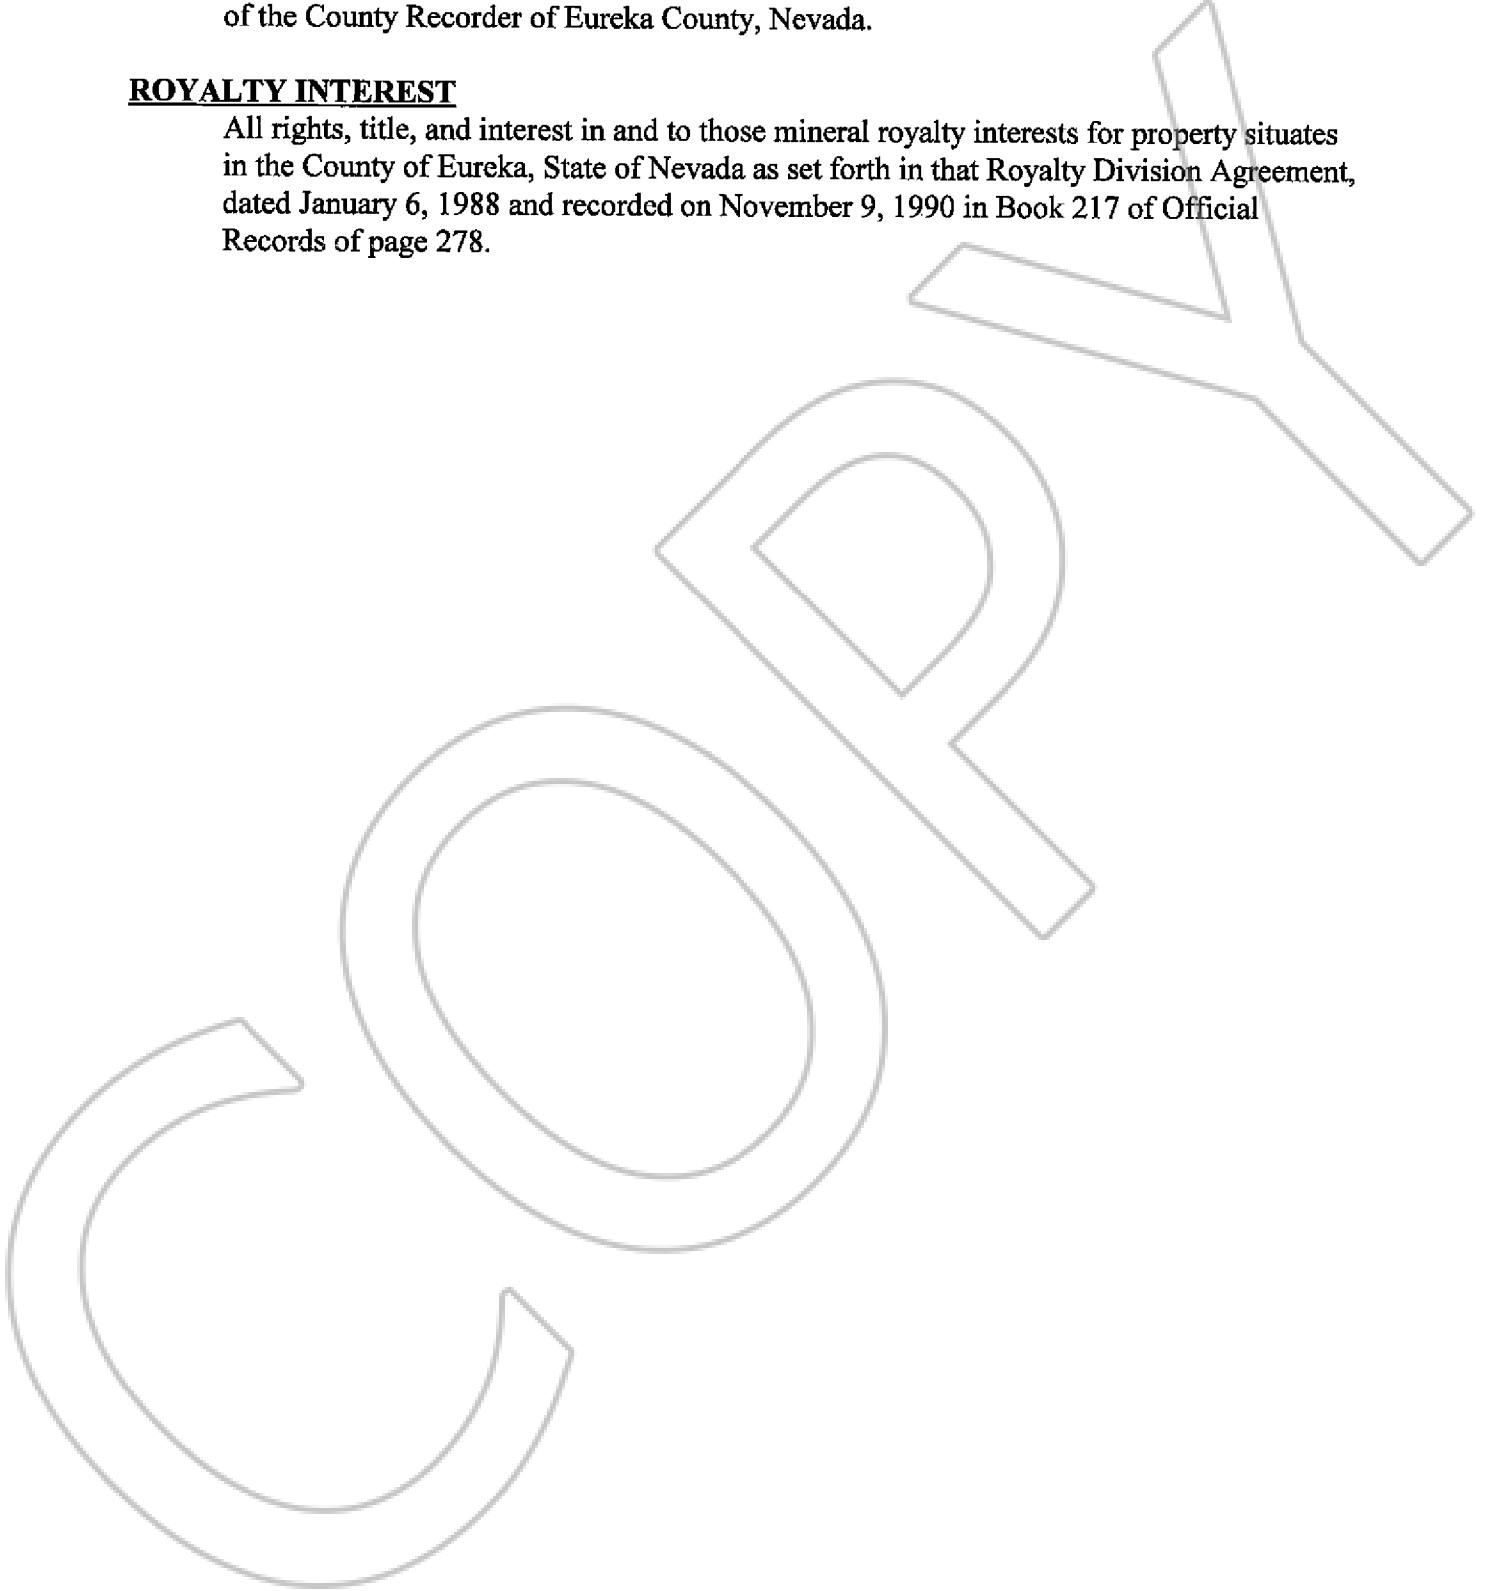 of the County Recorder of Eureka County, Nevada.
ROYALTY INTEREST
All rights, title, and interest in and to those mineral royalty interests for property situates
in the County of Eureka, State of Nevada as set forth in that Royalty Division Agreement,
dated January 6, 1988 and recorded on November 9, 1990 in Book 217 of Official
Records of page 278.
COPY